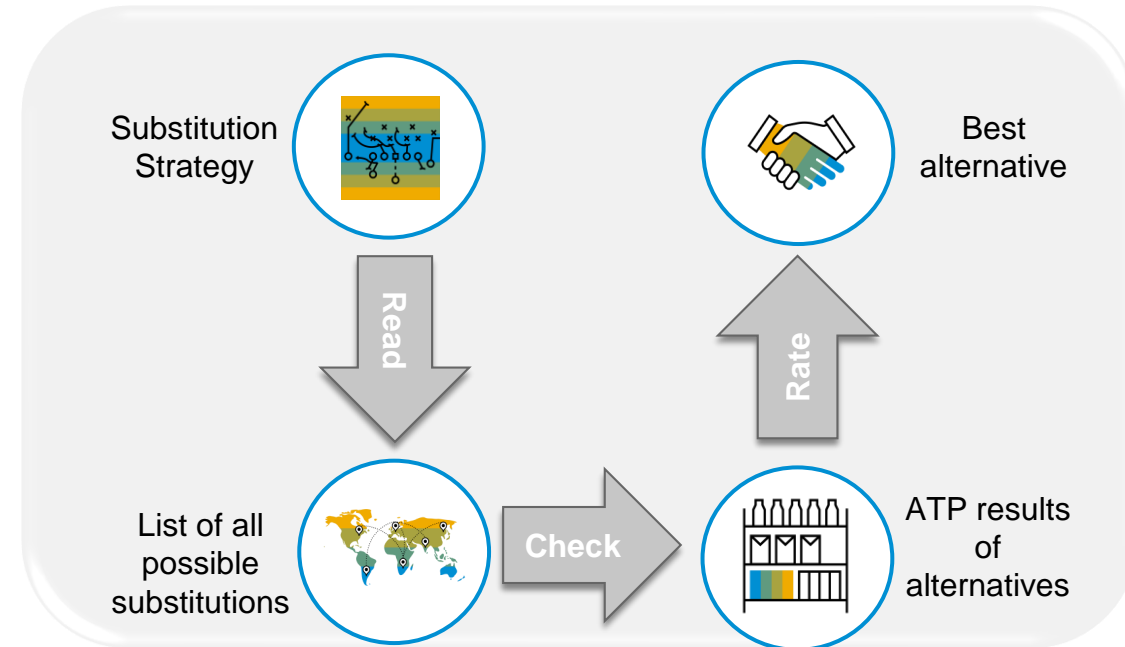 Substitution
Strategy
Read
List of all
possible
substitutions
Check
ATP results
of
alternatives
Rate
Best
alternative